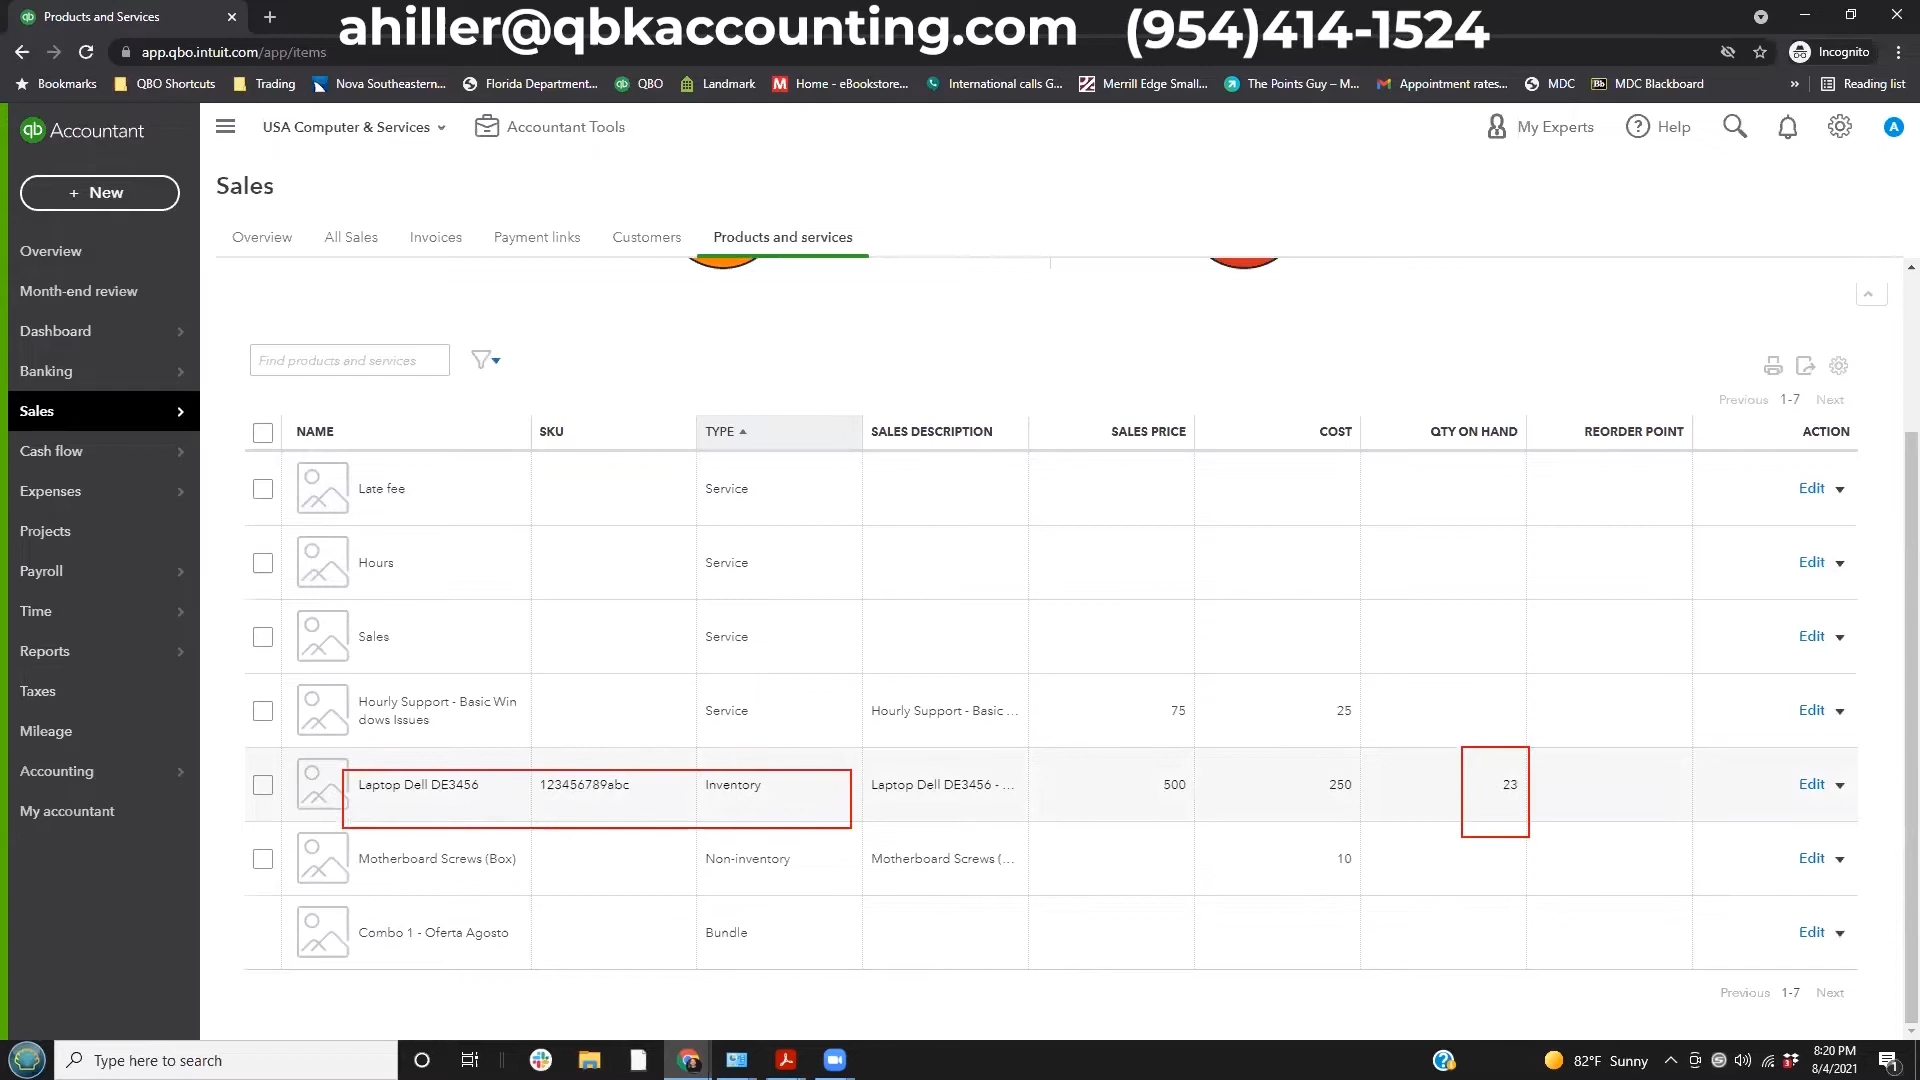 Products and Services
ahiller@qbkaccounting.com (954)414-1524
app.qbo.intuit.com/app/items
Incognito
Bookmarks QBO Shortcuts Trading Nova Southeastern... Florida Department... QBO Landmark Home - eBookstore... International calls G... Merrill Edge Small... The Points Guy – M... Appointment rates... MDC MDC Blackboard » Reading list
qb Accountant
USA Computer & Services Accountant Tools My Experts Help A
+ New
Sales
Overview All Sales Invoices Payment links Customers Products and services
Overview
Month-end review
Dashboard
Banking
Sales
Cash flow
Expenses
Projects
Payroll
Time
Reports
Taxes
Mileage
Accounting
My accountant
Find products and services
Previous 1-7 Next
NAME SKU TYPE SALES DESCRIPTION SALES PRICE COST QTY ON HAND REORDER POINT ACTION
Late fee Service Edit
Hours Service Edit
Sales Service Edit
Hourly Support - Basic Win
dows Issues Service Hourly Support - Basic ... 75 25 Edit
Laptop Dell DE3456 123456789abc Inventory Laptop Dell DE3456 - ... 500 250 23 Edit
Motherboard Screws (Box) Non-inventory Motherboard Screws (... 10 Edit
Combo 1 - Oferta Agosto Bundle Edit
Previous 1-7 Next
Type here to search
82°F Sunny
8:20 PM
8/4/2021